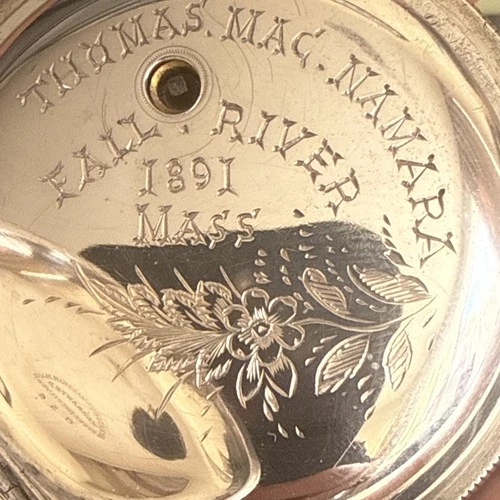 THOMAS. MAC. NAMARA
FALL. RIVER
1891
MASS